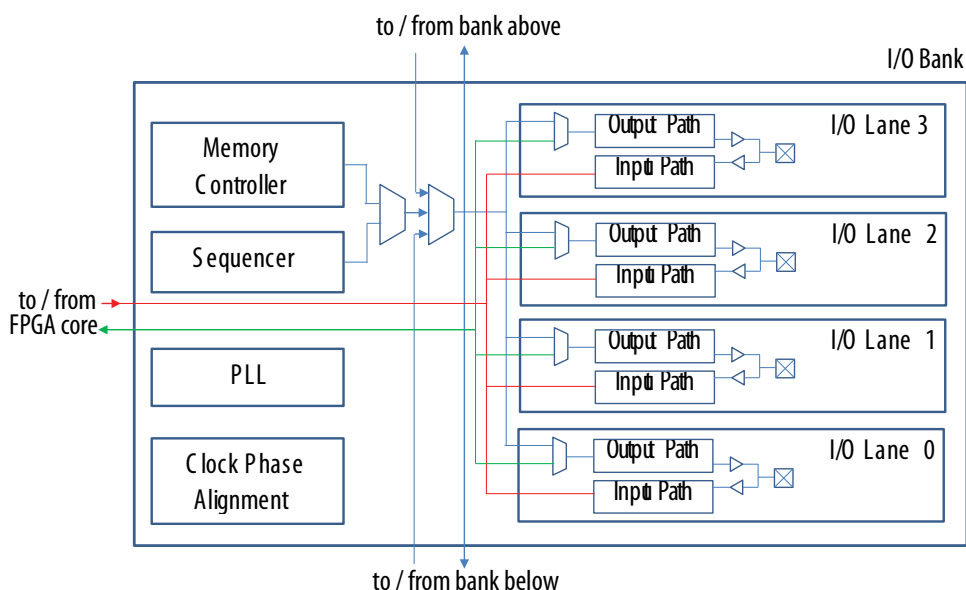 to / from bank above
I/O Bank
Memory
Controller
Sequencer
to / from
FPGA core
PLL
Clock Phase
Alignment
Output Path
I/O Lane 3
Input Path
Output Path
I/O Lane 2
Input Path
Output Path
I/O Lane 1
Input Path
Output Path
I/O Lane 0
Input Path
to / from bank below